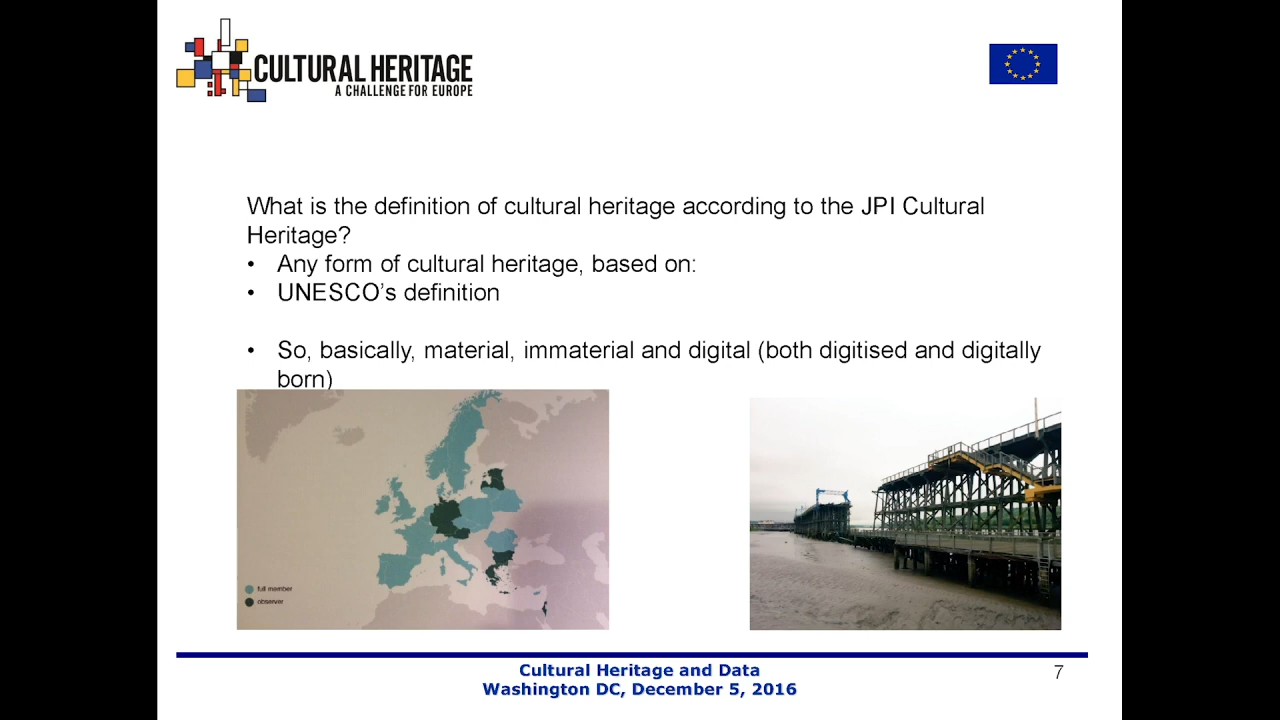 CULTURAL HERITAGE
A CHALLENGE FOR EUROPE
What is the definition of cultural heritage according to the JPI Cultural
Heritage?
• Any form of cultural heritage, based on:
• UNESCO’s definition
• So, basically, material, immaterial and digital (both digitised and digitally
born)
full member
observer
Cultural Heritage and Data
Washington DC, December 5, 2016
7